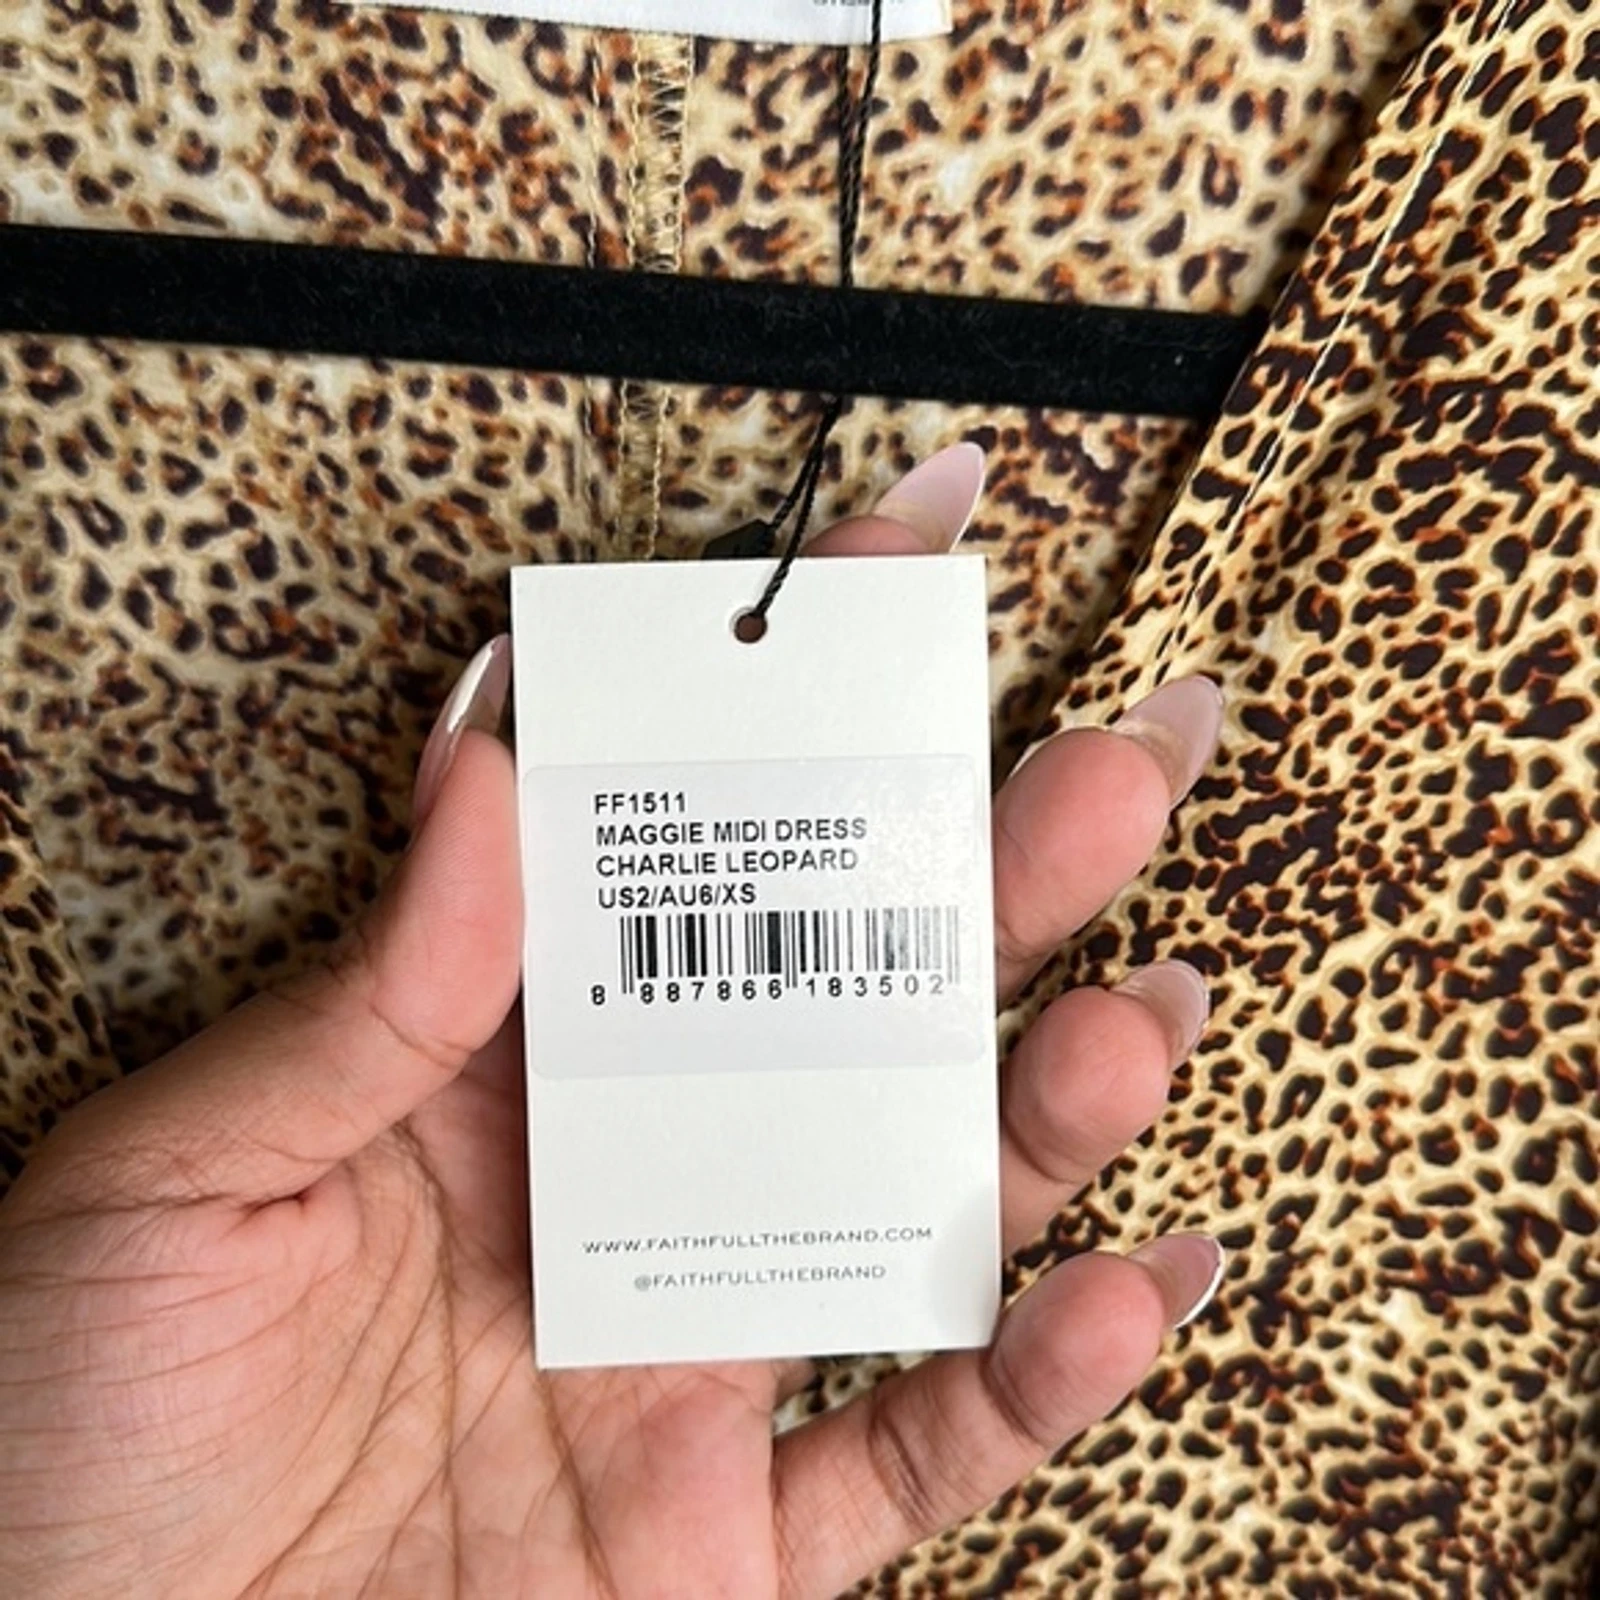 FF1511
MAGGIE MIDI DRESS
CHARLIE LEOPARD
US2/AU6/XS
8 887866 183502
WWW.FAITHFULLTHEBRAND.COM
@FAITHFULLTHEBRAND